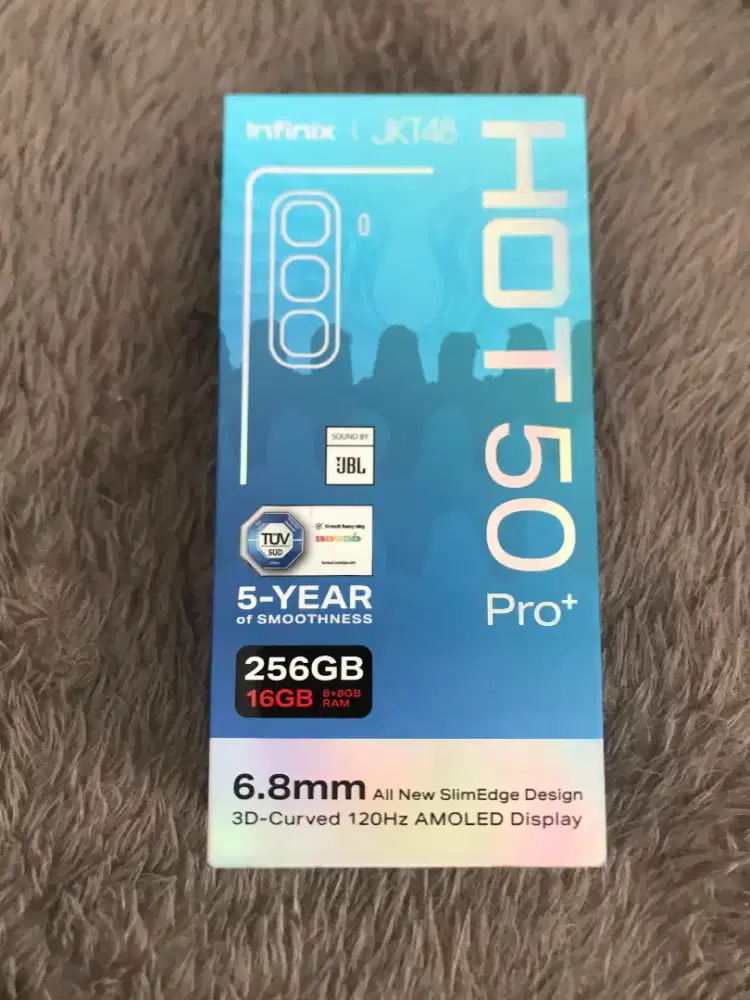 Infinix | JKT48
HOT 50
Pro+
SOUND BY
JBL
TÜV
SÜD
5-YEAR
of SMOOTHNESS
256GB
16GB 8+8GB
RAM
6.8mm All New SlimEdge Design
3D-Curved 120Hz AMOLED Display